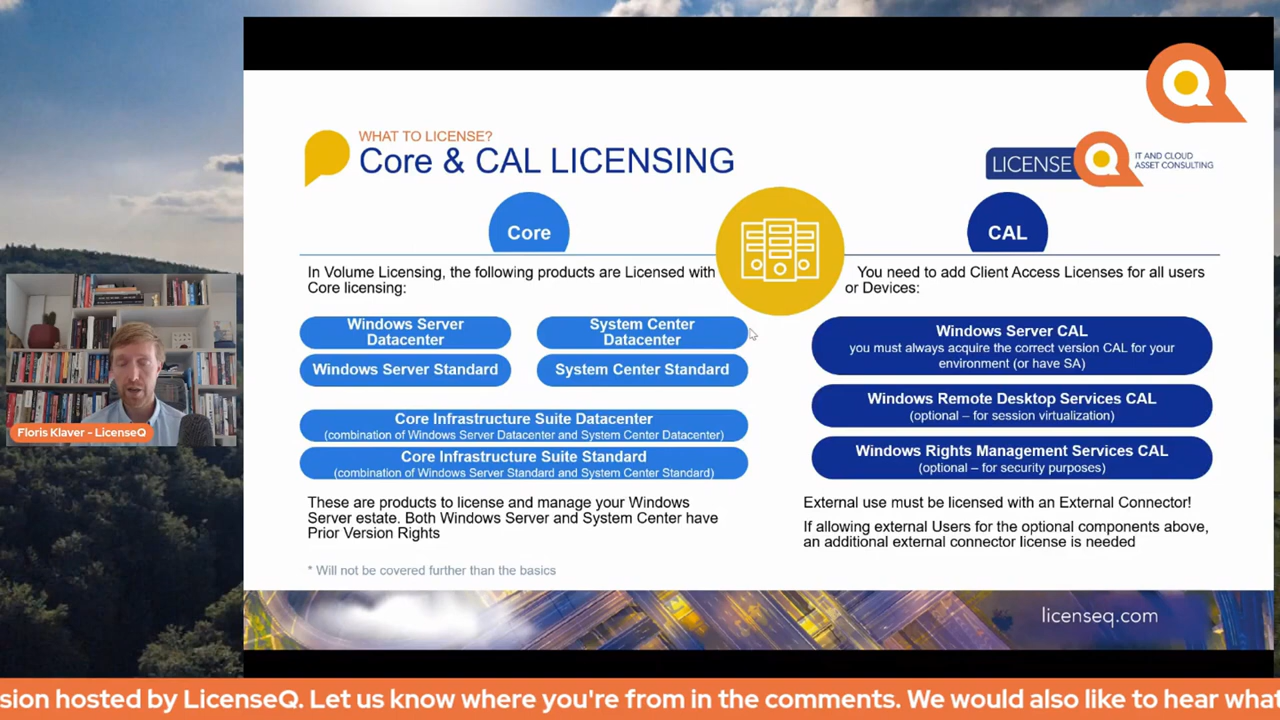 WHAT TO LICENSE?
Core & CAL LICENSING
LICENSE
IT AND CLOUD
ASSET CONSULTING
Core
CAL
In Volume Licensing, the following products are Licensed with
Core licensing:
Windows Server
Datacenter
System Center
Datacenter
Windows Server Standard
System Center Standard
Core Infrastructure Suite Datacenter
(combination of Windows Server Datacenter and System Center Datacenter)
Core Infrastructure Suite Standard
(combination of Windows Server Standard and System Center Standard)
These are products to license and manage your Windows
Server estate. Both Windows Server and System Center have
Prior Version Rights
* Will not be covered further than the basics
You need to add Client Access Licenses for all users
or Devices:
Windows Server CAL
you must always acquire the correct version CAL for your
environment (or have SA)
Windows Remote Desktop Services CAL
(optional – for session virtualization)
Windows Rights Management Services CAL
(optional – for security purposes)
External use must be licensed with an External Connector!
If allowing external Users for the optional components above,
an additional external connector license is needed
Floris Klaver - LicenseQ
licenseq.com
sion hosted by LicenseQ. Let us know where you're from in the comments. We would also like to hear what